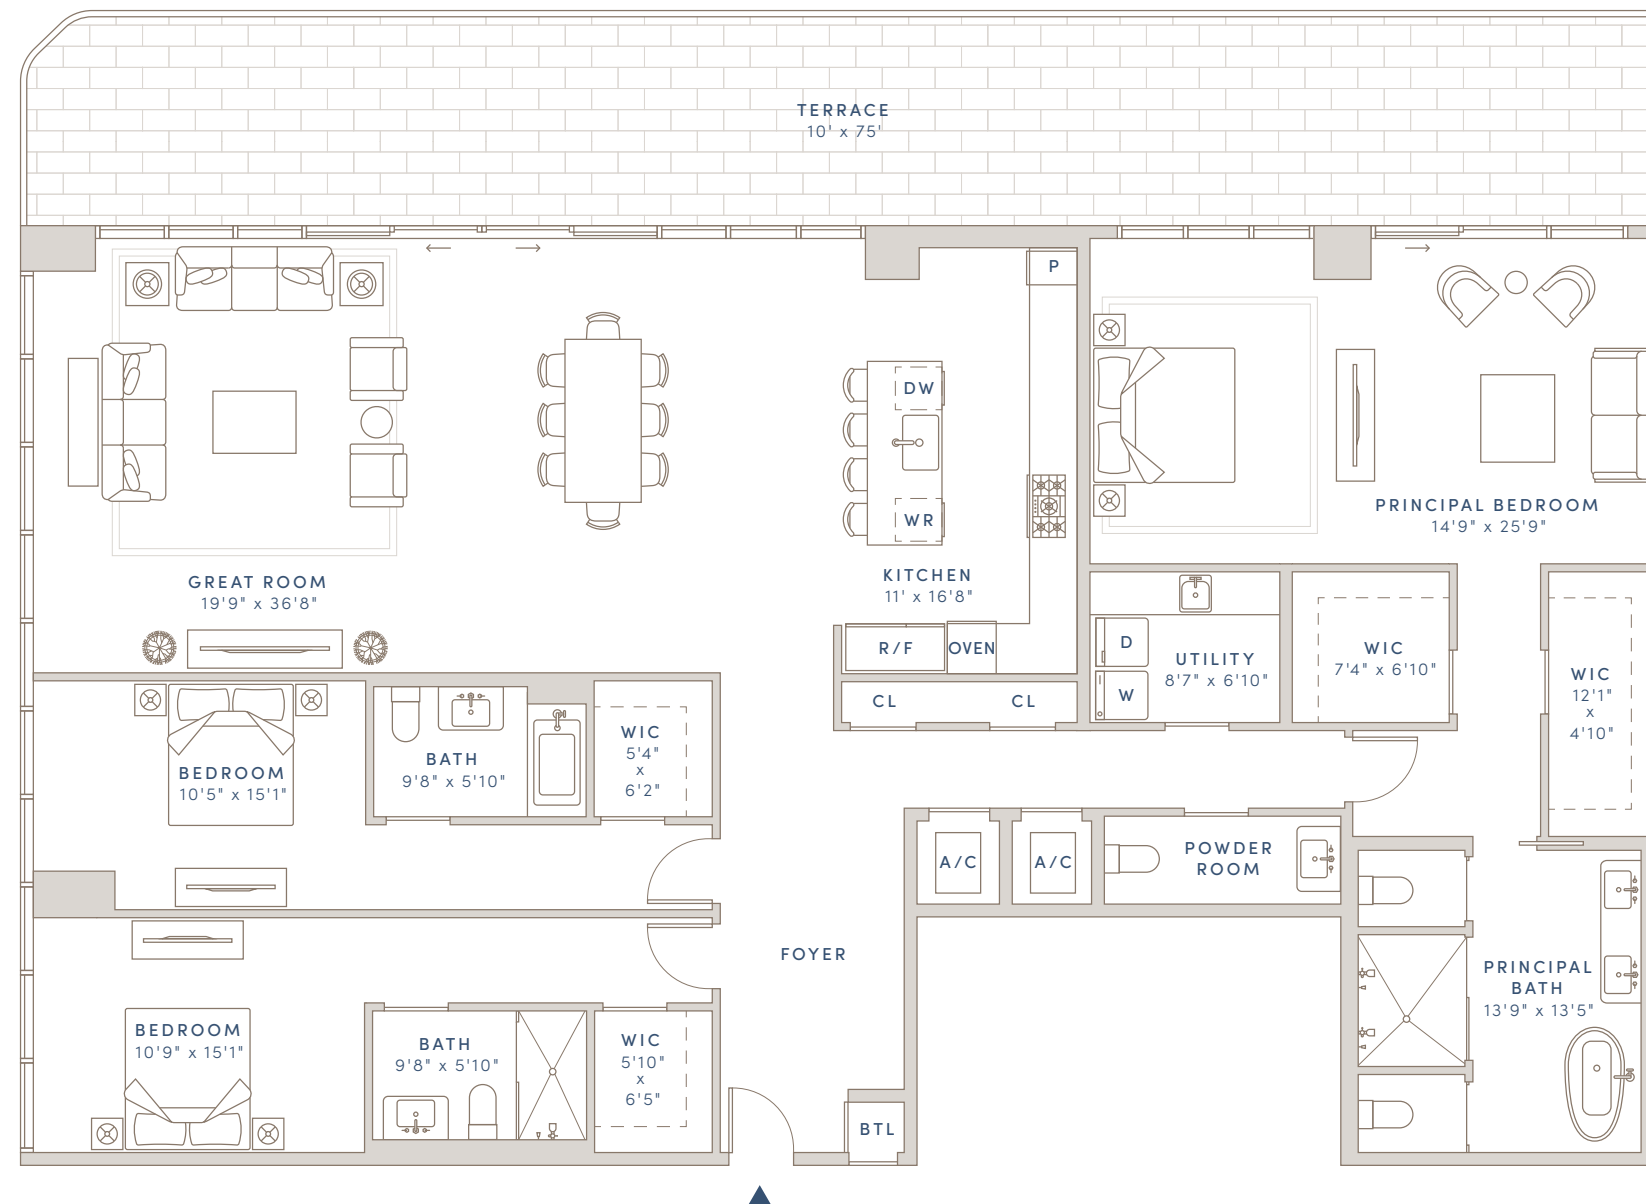 TERRACE
10' x 75'
P
DW
WR
PRINCIPAL BEDROOM
14'9" x 25'9"
GREAT ROOM
19'9" x 36'8"
KITCHEN
11' x 16'8"
R/F
OVEN
D
W
UTILITY
8'7" x 6'10"
WIC
7'4" x 6'10"
WIC
12'1"
x
4'10"
CL
CL
BEDROOM
10'5" x 15'1"
BATH
9'8" x 5'10"
WIC
5'4"
x
6'2"
A/C
A/C
POWDER
ROOM
FOYER
PRINCIPAL
BATH
13'9" x 13'5"
BEDROOM
10'9" x 15'1"
BATH
9'8" x 5'10"
WIC
5'10"
x
6'5"
BTL